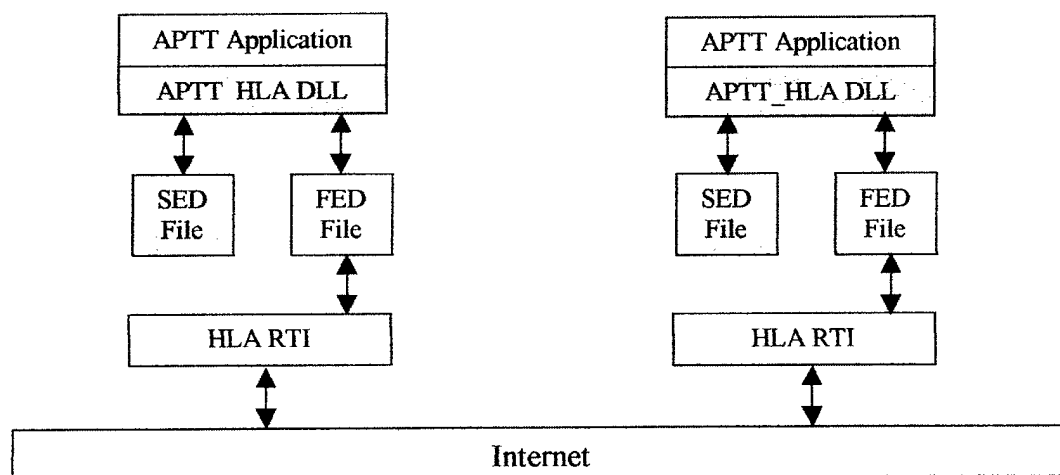 APTT Application
APTT HLA DLL
SED
File
FED
File
HLA RTI
APTT Application
APTT_HLA DLL
SED
File
FED
File
HLA RTI
Internet